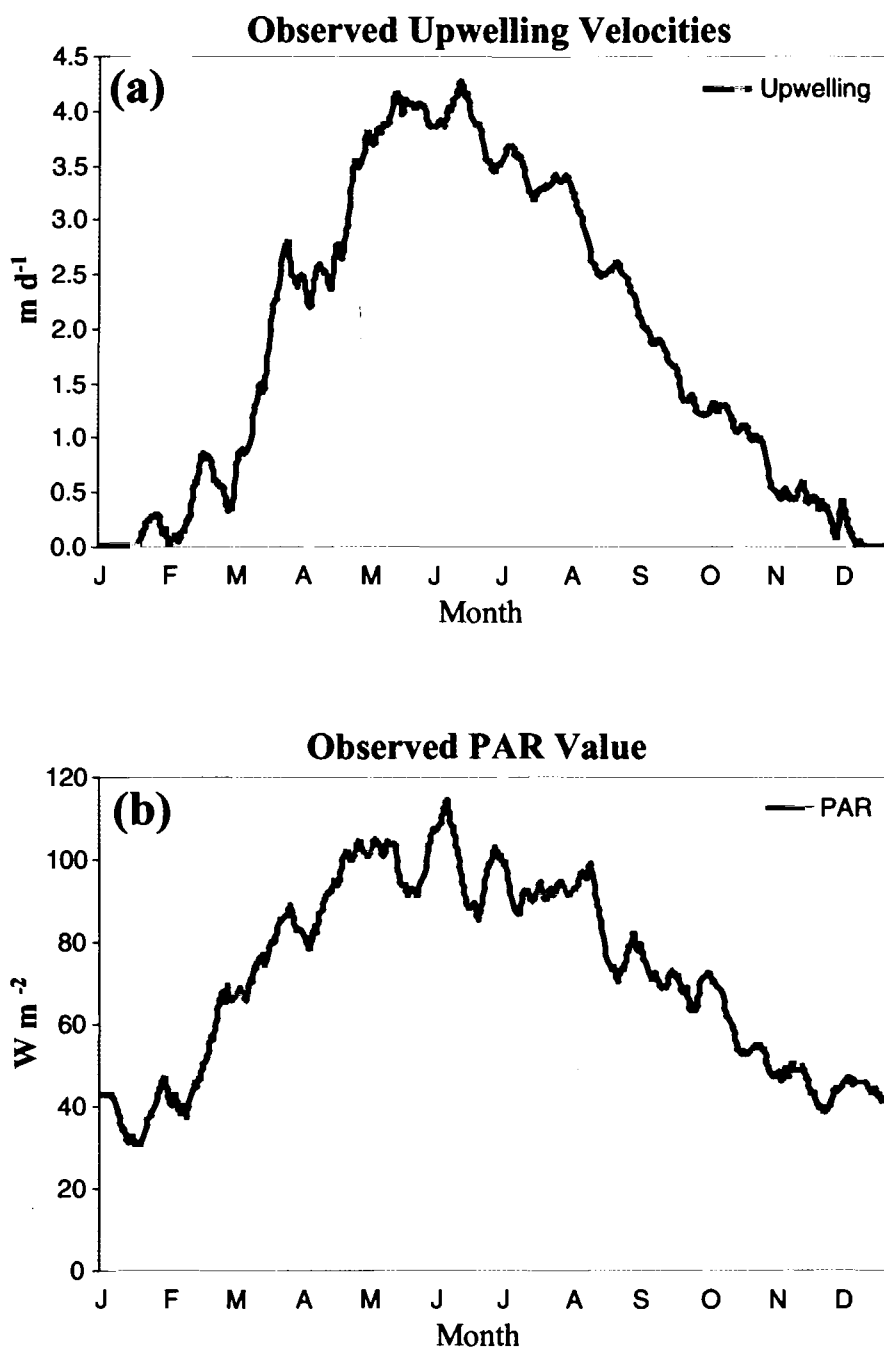 Observed Upwelling Velocities
(a)
Upwelling
m d-1
4.5
4.0
3.5
3.0
2.5
2.0
1.5
1.0
0.5
0.0
J F M A M J J A S O N D
Month
Observed PAR Value
(b)
PAR
W m -2
120
100
80
60
40
20
0
J F M A M J J A S O N D
Month